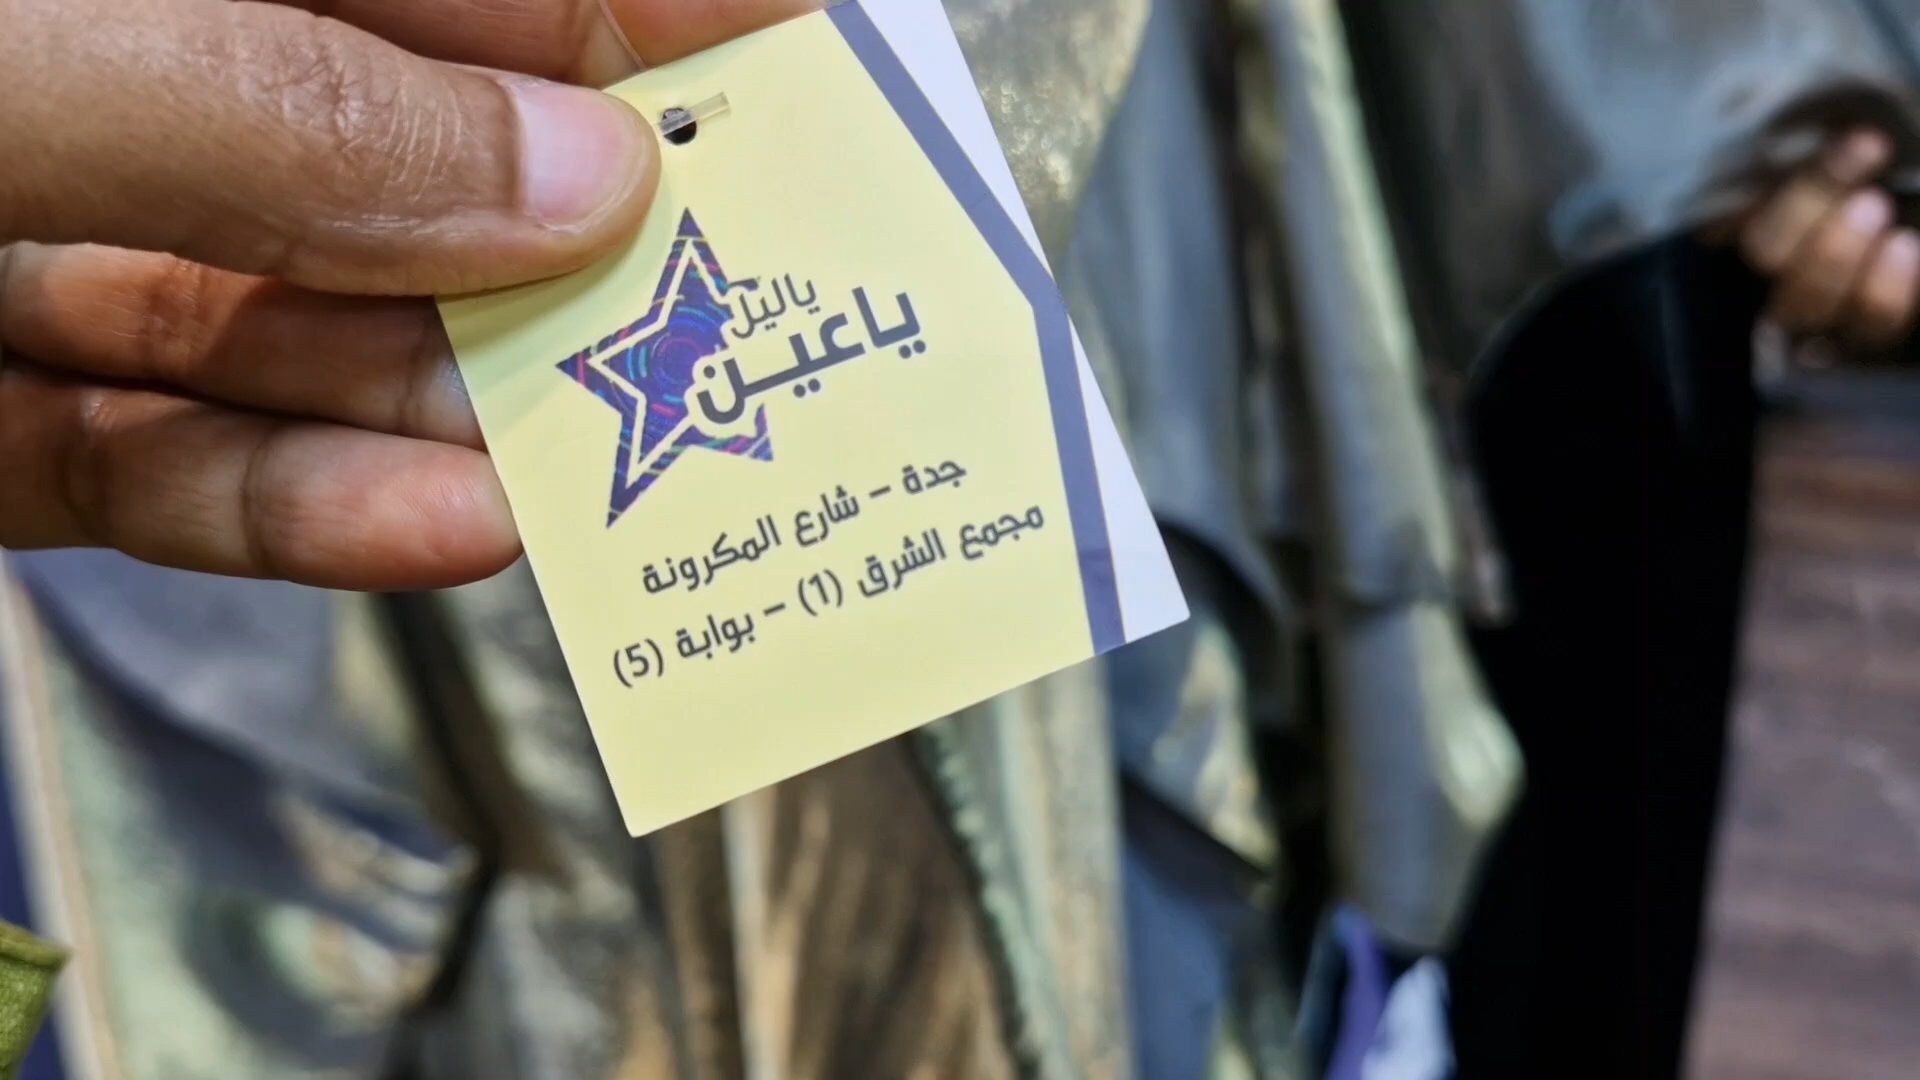 ياليل
ياعين
جدة – شارع المكرونة
مجمع الشرق (1) – بوابة (5)